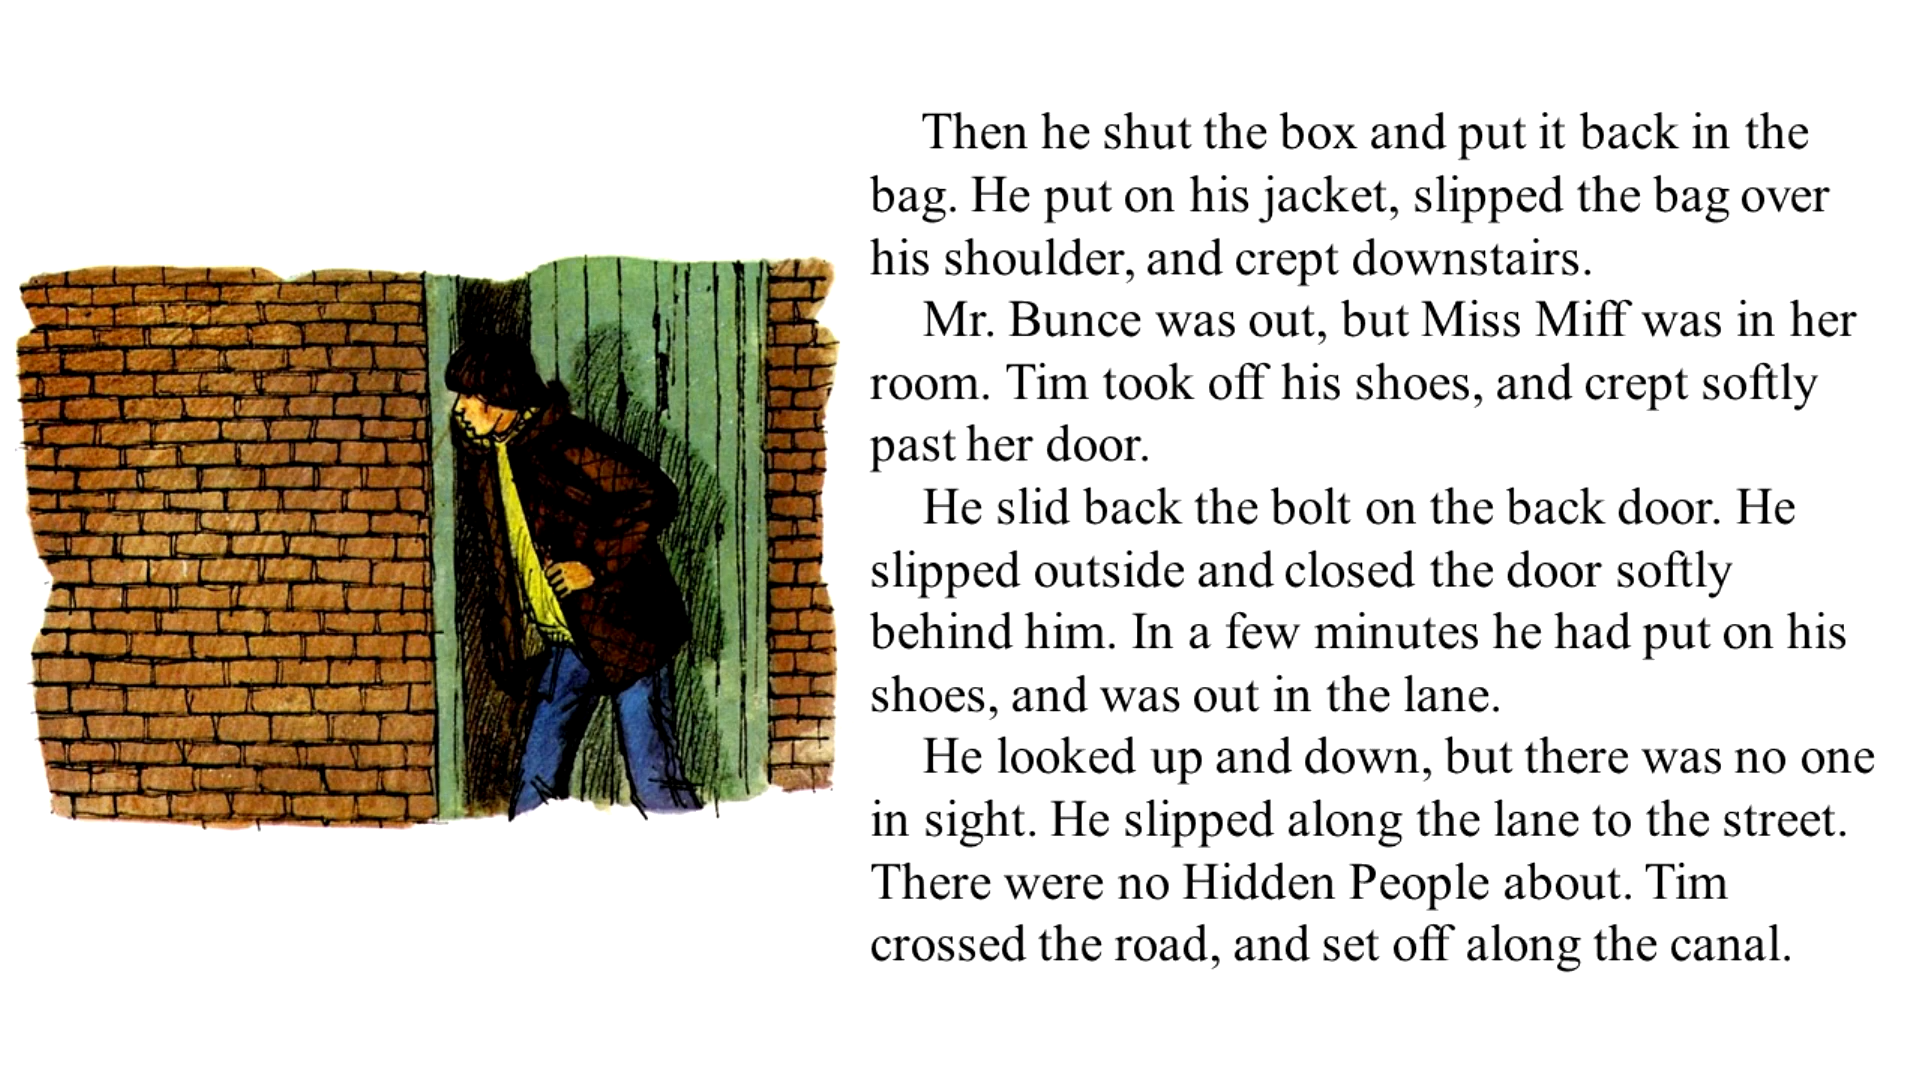 Then he shut the box and put it back in the
bag. He put on his jacket, slipped the bag over
his shoulder, and crept downstairs.
Mr. Bunce was out, but Miss Miff was in her
room. Tim took off his shoes, and crept softly
past her door.
He slid back the bolt on the back door. He
slipped outside and closed the door softly
behind him. In a few minutes he had put on his
shoes, and was out in the lane.
He looked up and down, but there was no one
in sight. He slipped along the lane to the street.
There were no Hidden People about. Tim
crossed the road, and set off along the canal.